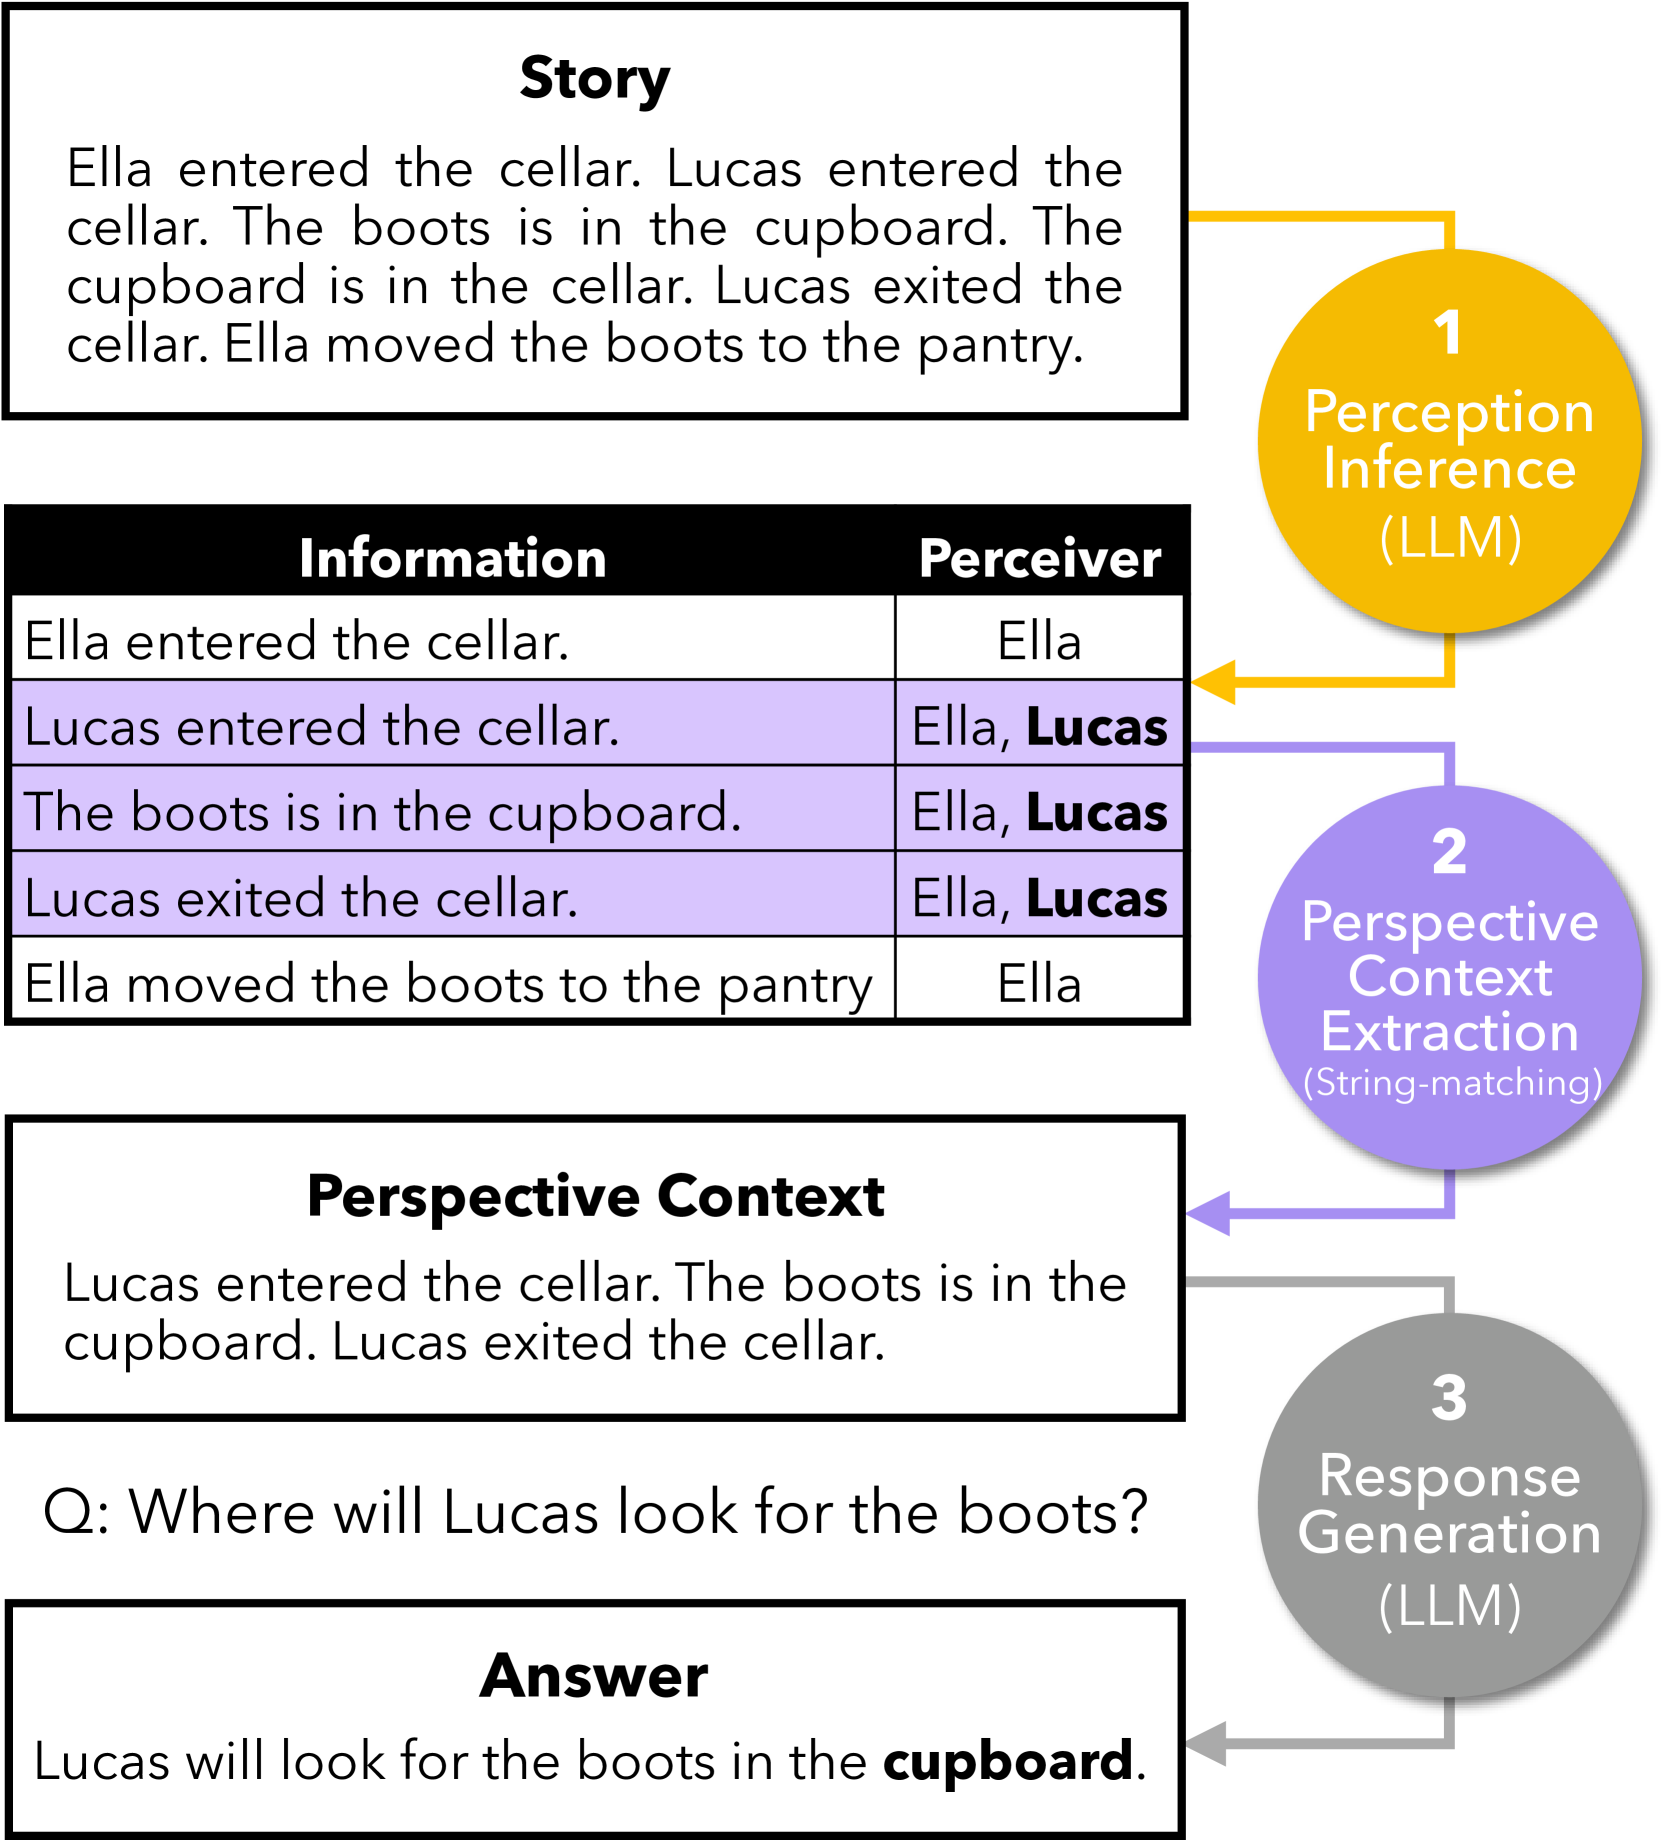 Story
Ella entered the cellar. Lucas entered the
cellar. The boots is in the cupboard. The
cupboard is in the cellar. Lucas exited the
cellar. Ella moved the boots to the pantry.
1
Perception
Inference
(LLM)
Information Perceiver
Ella entered the cellar. Ella
Lucas entered the cellar. Ella, Lucas
The boots is in the cupboard. Ella, Lucas
Lucas exited the cellar. Ella, Lucas
Ella moved the boots to the pantry Ella
2
Perspective
Context
Extraction
(String-matching)
Perspective Context
Lucas entered the cellar. The boots is in the
cupboard. Lucas exited the cellar.
Q: Where will Lucas look for the boots?
3
Response
Generation
(LLM)
Answer
Lucas will look for the boots in the cupboard.